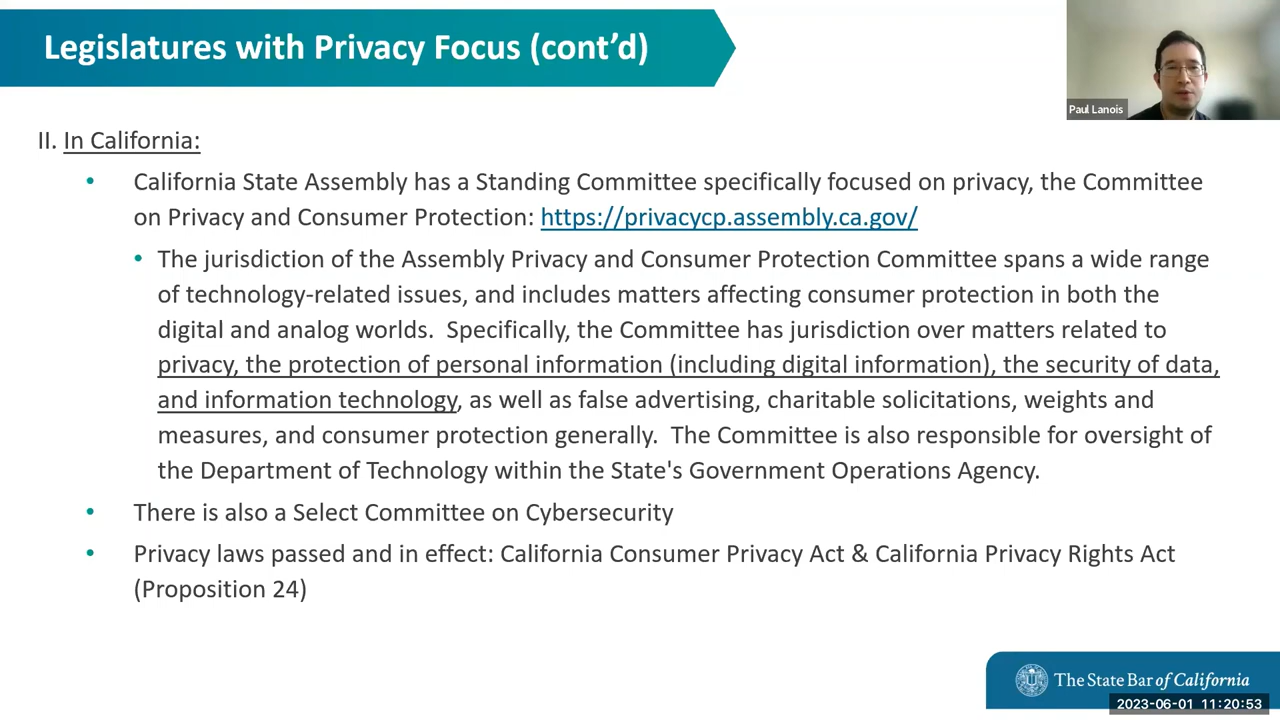 Legislatures with Privacy Focus (cont'd)
Paul Lanois
II. In California:
• California State Assembly has a Standing Committee specifically focused on privacy, the Committee
on Privacy and Consumer Protection: https://privacycp.assembly.ca.gov/
• The jurisdiction of the Assembly Privacy and Consumer Protection Committee spans a wide range
of technology-related issues, and includes matters affecting consumer protection in both the
digital and analog worlds.  Specifically, the Committee has jurisdiction over matters related to
privacy, the protection of personal information (including digital information), the security of data,
and information technology, as well as false advertising, charitable solicitations, weights and
measures, and consumer protection generally.  The Committee is also responsible for oversight of
the Department of Technology within the State's Government Operations Agency.
• There is also a Select Committee on Cybersecurity
• Privacy laws passed and in effect: California Consumer Privacy Act & California Privacy Rights Act
(Proposition 24)
The State Bar of California
2023-06-01 11:20:53